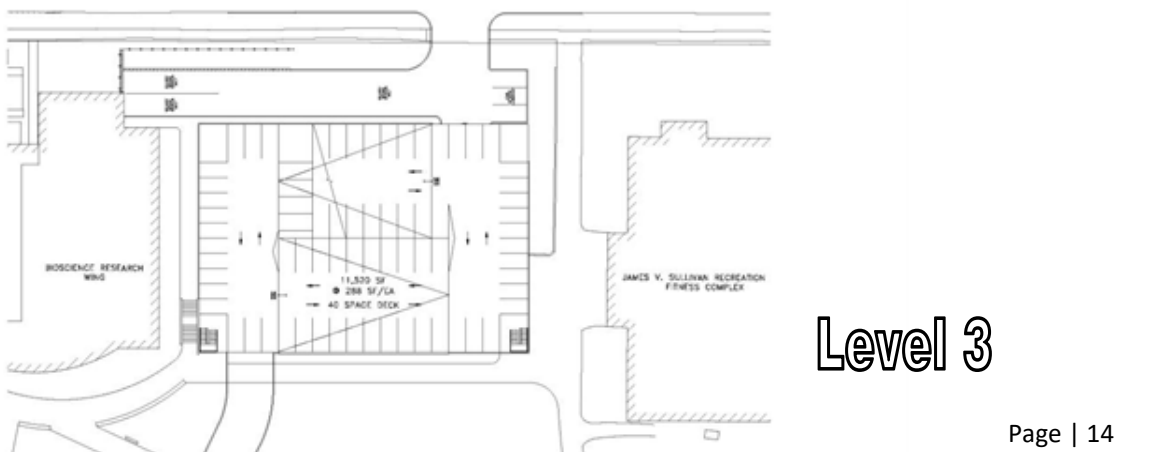 BIOSCIENCE RESEARCH
WING
11,520 SF
@ 288 SF/EA
40 SPACE DECK
JAMES V. SULLIVAN RECREATION
FITNESS COMPLEX
Level 3
Page | 14